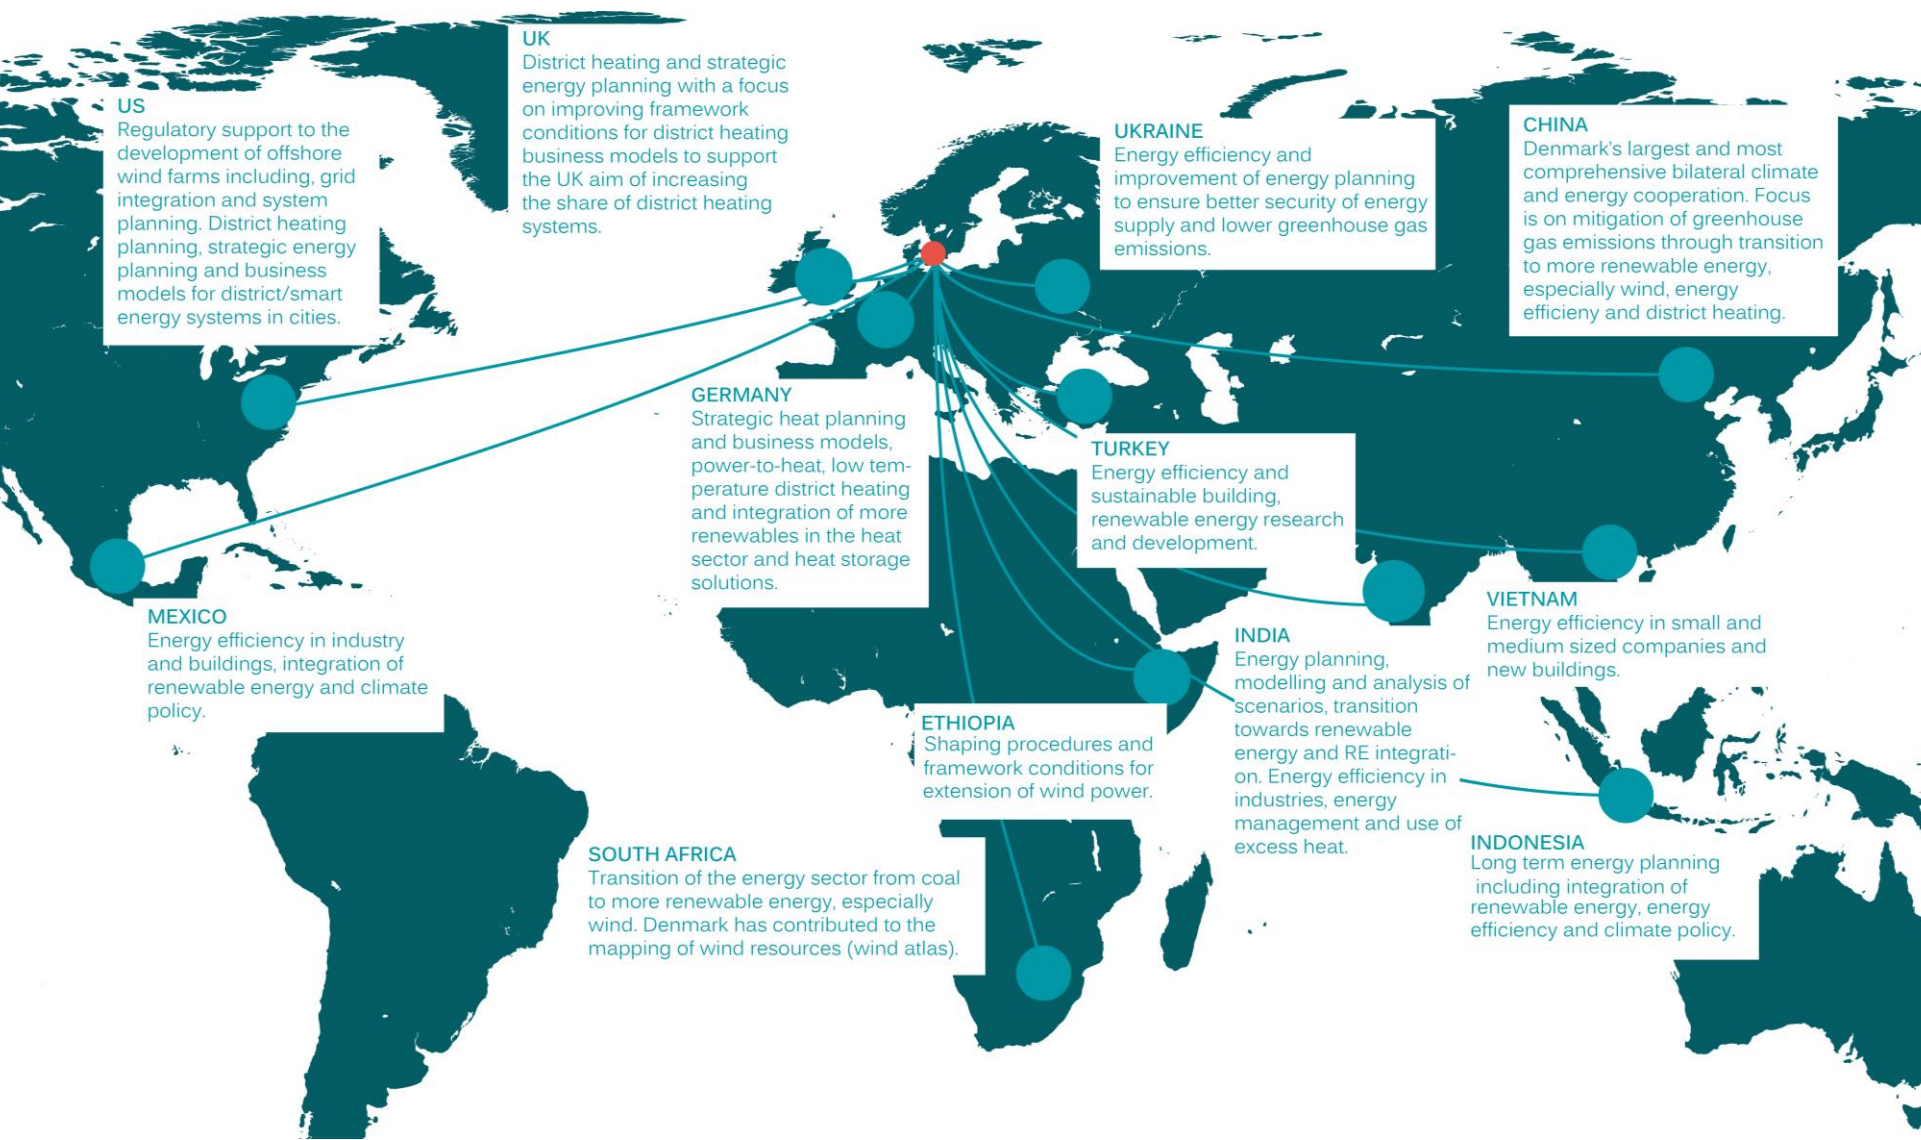 UK
District heating and strategic
energy planning with a focus
on improving framework
conditions for district heating
business models to support
the UK aim of increasing
the share of district heating
systems.
US
Regulatory support to the
development of offshore
wind farms including, grid
integration and system
planning. District heating
planning, strategic energy
planning and business
models for district/smart
energy systems in cities.
UKRAINE
Energy efficiency and
improvement of energy planning
to ensure better security of energy
supply and lower greenhouse gas
emissions.
CHINA
Denmark's largest and most
comprehensive bilateral climate
and energy cooperation. Focus
is on mitigation of greenhouse
gas emissions through transition
to more renewable energy,
especially wind, energy
efficieny and district heating.
GERMANY
Strategic heat planning
and business models,
power-to-heat, low tem-
perature district heating
and integration of more
renewables in the heat
sector and heat storage
solutions.
TURKEY
Energy efficiency and
sustainable building,
renewable energy research
and development.
MEXICO
Energy efficiency in industry
and buildings, integration of
renewable energy and climate
policy.
VIETNAM
Energy efficiency in small and
medium sized companies and
new buildings.
INDIA
Energy planning,
modelling and analysis of
scenarios, transition
towards renewable
energy and RE integrati-
on. Energy efficiency in
industries, energy
management and use of
excess heat.
ETHIOPIA
Shaping procedures and
framework conditions for
extension of wind power.
SOUTH AFRICA
Transition of the energy sector from coal
to more renewable energy, especially
wind. Denmark has contributed to the
mapping of wind resources (wind atlas).
INDONESIA
Long term energy planning
including integration of
renewable energy, energy
efficiency and climate policy.